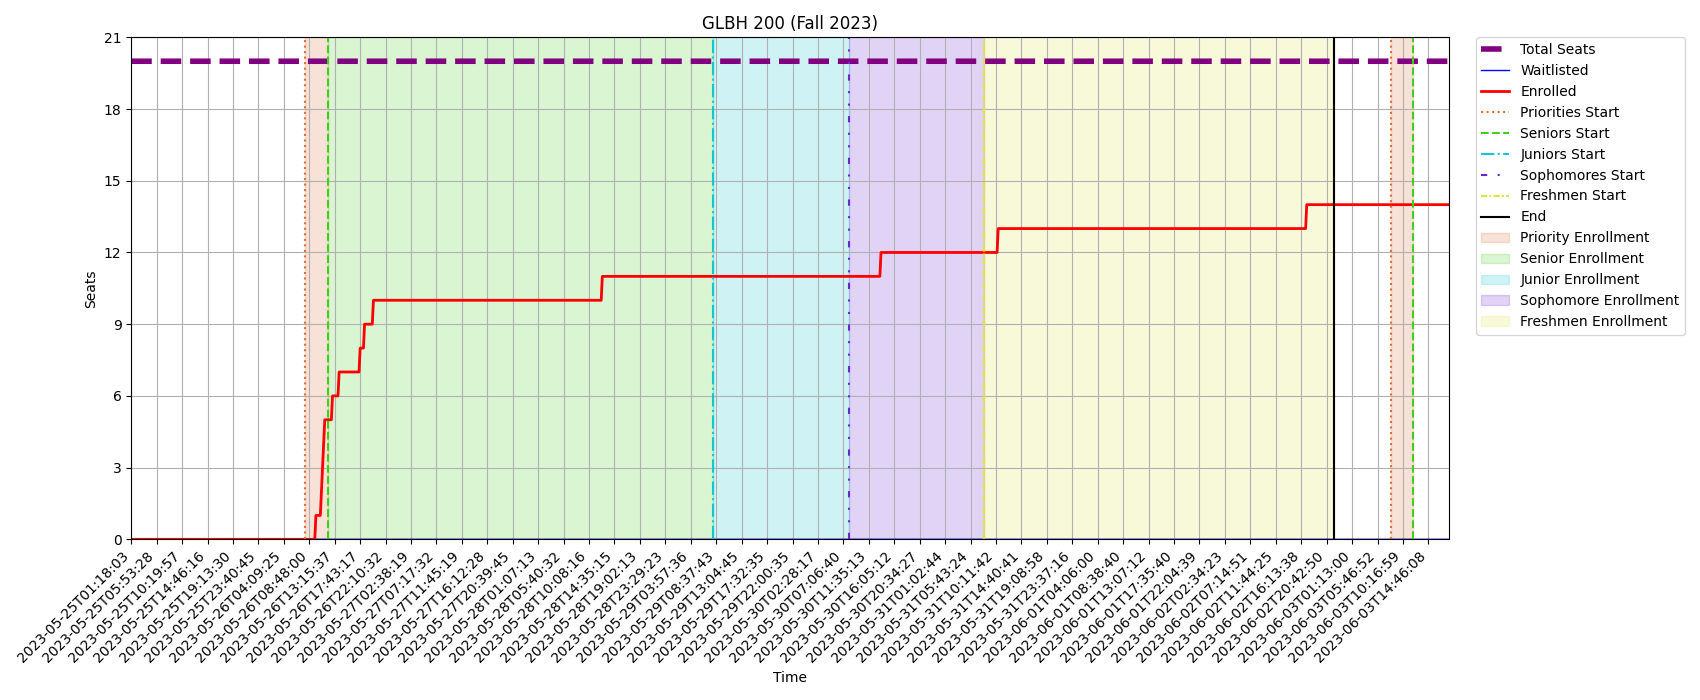 GLBH 200 (Fall 2023)
21
18
15
12
9
6
3
0
Seats
2023-05-25T01:18:03
2023-05-25T05:53:28
2023-05-25T10:19:57
2023-05-25T14:46:16
2023-05-25T19:13:30
2023-05-25T23:40:45
2023-05-26T04:09:25
2023-05-26T08:48:00
2023-05-26T13:15:37
2023-05-26T17:43:17
2023-05-26T22:10:32
2023-05-27T02:38:19
2023-05-27T07:17:32
2023-05-27T11:45:19
2023-05-27T16:12:28
2023-05-27T20:39:45
2023-05-28T01:07:13
2023-05-28T05:40:32
2023-05-28T10:08:16
2023-05-28T14:35:15
2023-05-28T19:02:13
2023-05-28T23:29:23
2023-05-29T03:57:36
2023-05-29T08:37:43
2023-05-29T13:04:45
2023-05-29T17:32:35
2023-05-29T22:00:35
2023-05-30T02:28:17
2023-05-30T07:06:40
2023-05-30T11:35:13
2023-05-30T16:05:12
2023-05-30T20:34:27
2023-05-31T01:02:44
2023-05-31T05:43:24
2023-05-31T10:11:42
2023-05-31T14:40:41
2023-05-31T19:08:58
2023-05-31T23:37:16
2023-06-01T04:06:00
2023-06-01T08:38:40
2023-06-01T13:07:12
2023-06-01T17:35:40
2023-06-01T22:04:39
2023-06-02T02:34:23
2023-06-02T07:14:51
2023-06-02T11:44:25
2023-06-02T16:13:38
2023-06-02T20:42:50
2023-06-03T01:13:00
2023-06-03T05:46:52
2023-06-03T10:16:59
2023-06-03T14:46:08
Time
Total Seats
Waitlisted
Enrolled
Priorities Start
Seniors Start
Juniors Start
Sophomores Start
Freshmen Start
End
Priority Enrollment
Senior Enrollment
Junior Enrollment
Sophomore Enrollment
Freshmen Enrollment